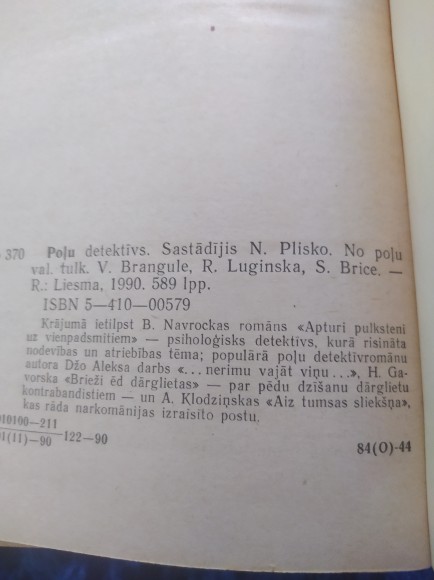 370 Poļu detektīvs. Sastādījis N. Plisko. No poļu
val. tulk. V. Brangule, R. Luginska, S. Brice. —
R.: Liesma, 1990. 589 lpp.
ISBN 5—410—00579
Krājumā ietilpst B. Navrockas romāns «Apturi pulksteni
uz vienpadsmitiem» — psiholoģisks detektīvs, kurā risināta
nodevības un atriebības tēma; populārā poļu detektīvromānu
autora Džo Aleksa darbs «... nerimu vajāt viņu ...», H. Ga-
vorska «Brieži ēd dārglietas» — par pēdu dzīšanu dārglietu
kontrabandistiem — un A. Klodziņskas «Aiz tumsas sliekšņa»,
kas rāda narkomānijas izraisīto postu.
010100—211
01(11)—90 —122—90
84(O)-44